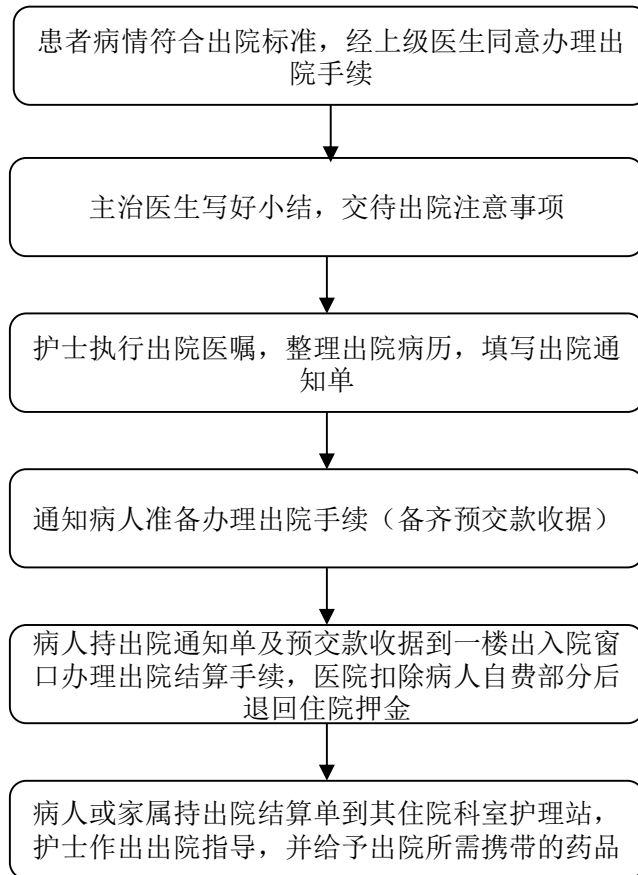 患者病情符合出院标准，经上级医生同意办理出
院手续
主治医生写好小结，交待出院注意事项
护士执行出院医嘱，整理出院病历，填写出院通
知单
通知病人准备办理出院手续（备齐预交款收据）
病人持出院通知单及预交款收据到一楼出入院窗
口办理出院结算手续，医院扣除病人自费部分后
退回住院押金
病人或家属持出院结算单到其住院科室护理站，
护士作出出院指导，并给予出院所需携带的药品